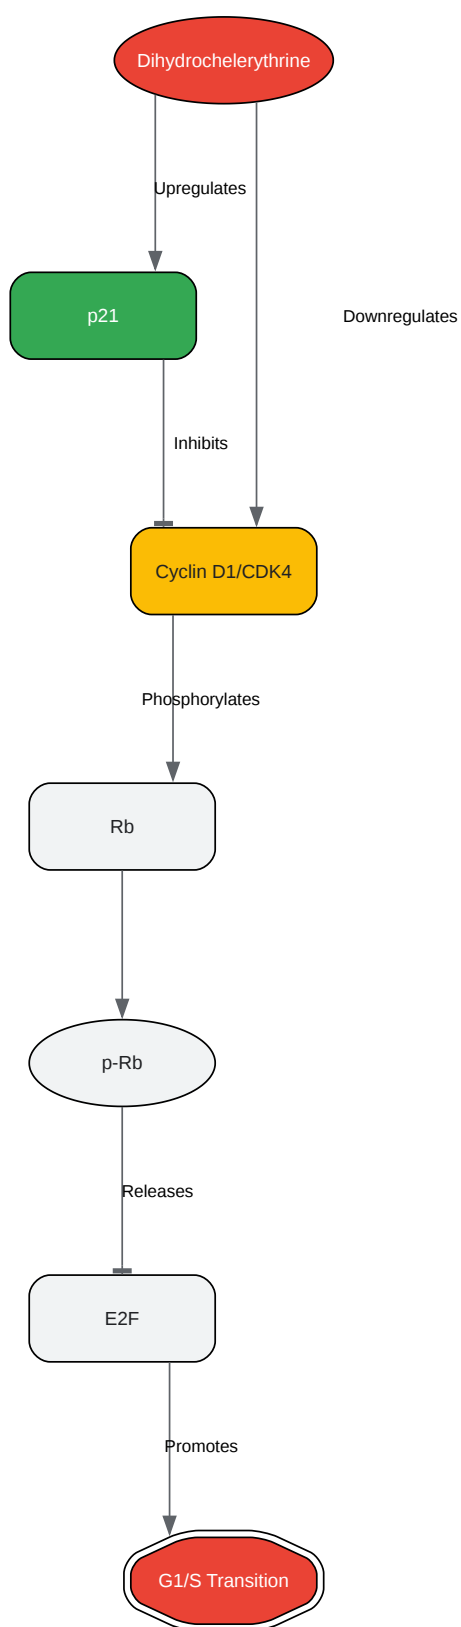 Dihydrochelerythrine
Upregulates
p21
Downregulates
Inhibits
Cyclin D1/CDK4
Phosphorylates
Rb
p-Rb
Releases
E2F
Promotes
G1/S Transition